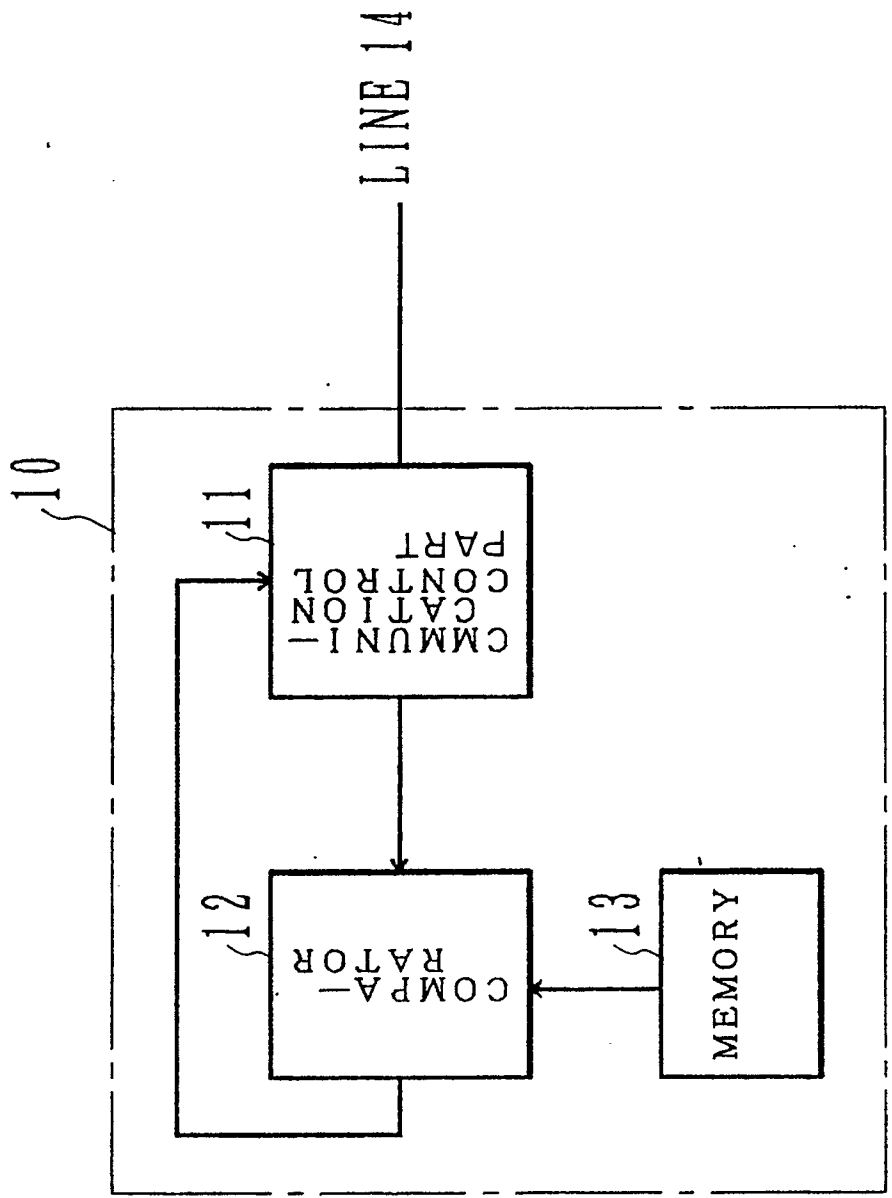 10
LINE 14
11
CMMUNI-
CATION
CONTROL
PART
12
COMPA-
RATOR
13
MEMORY